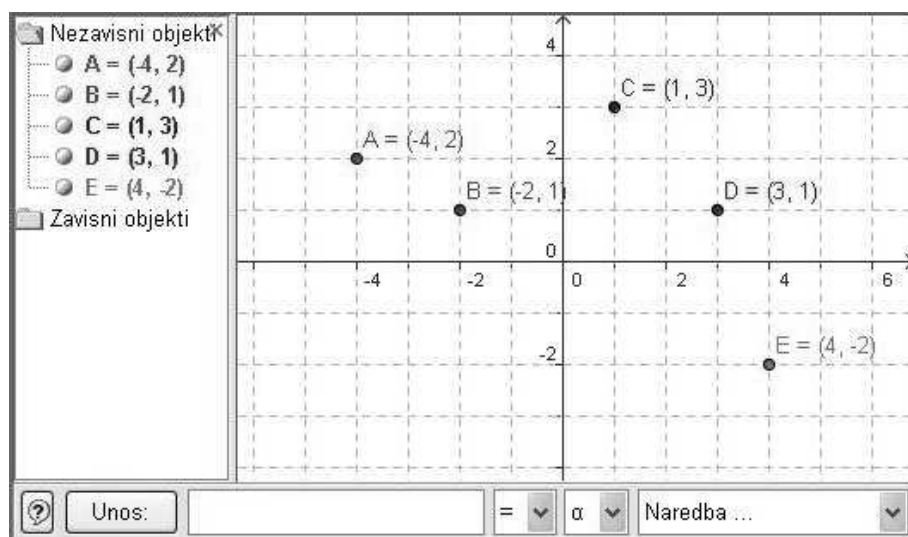 Nezavisni objekti
A = (-4, 2)
B = (-2, 1)
C = (1, 3)
D = (3, 1)
E = (4, -2)
Zavisni objekti
4
C = (1, 3)
A = (-4, 2)
2
B = (-2, 1)
D = (3, 1)
0
-4 -2 0 2 4 6
-2
E = (4, -2)
Unos: = α Naredba ...